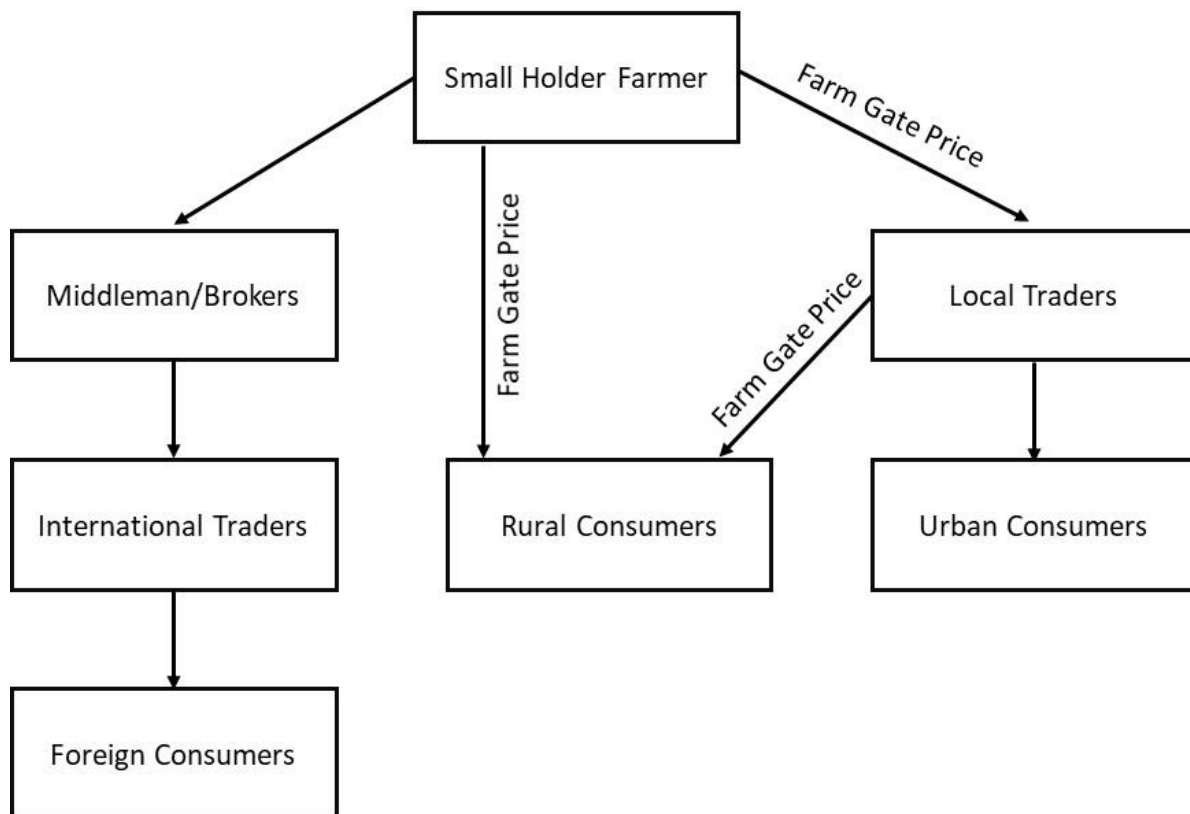 Small Holder Farmer
Farm Gate Price
Farm Gate Price
Middleman/Brokers
Farm Gate Price
Local Traders
International Traders
Rural Consumers
Urban Consumers
Foreign Consumers